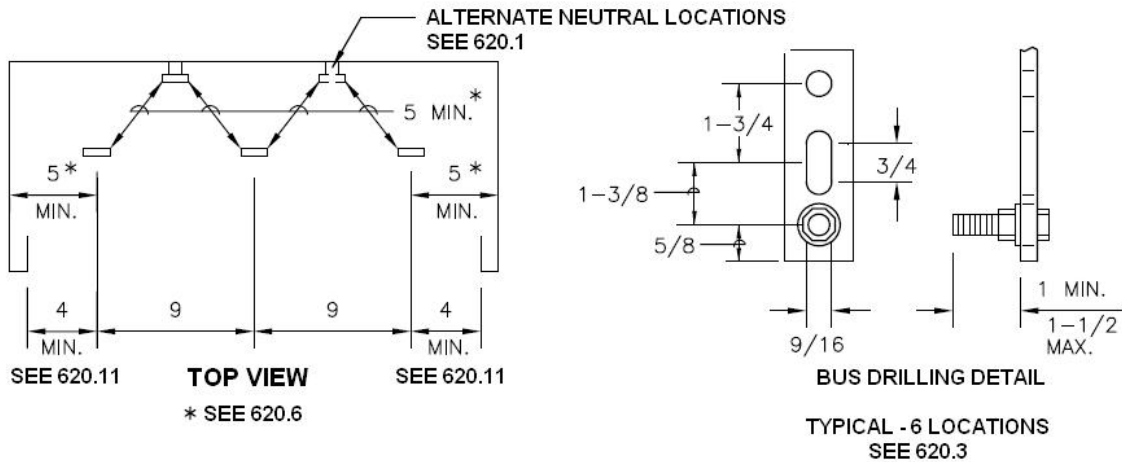 ALTERNATE NEUTRAL LOCATIONS
SEE 620.1
5 MIN.*
5*
MIN.
5*
MIN.
4
MIN.
9
9
4
MIN.
SEE 620.11
TOP VIEW
SEE 620.11
* SEE 620.6
1-3/4
3/4
1-3/8
5/8
9/16
1 MIN.
1-1/2
MAX.
BUS DRILLING DETAIL
TYPICAL - 6 LOCATIONS
SEE 620.3